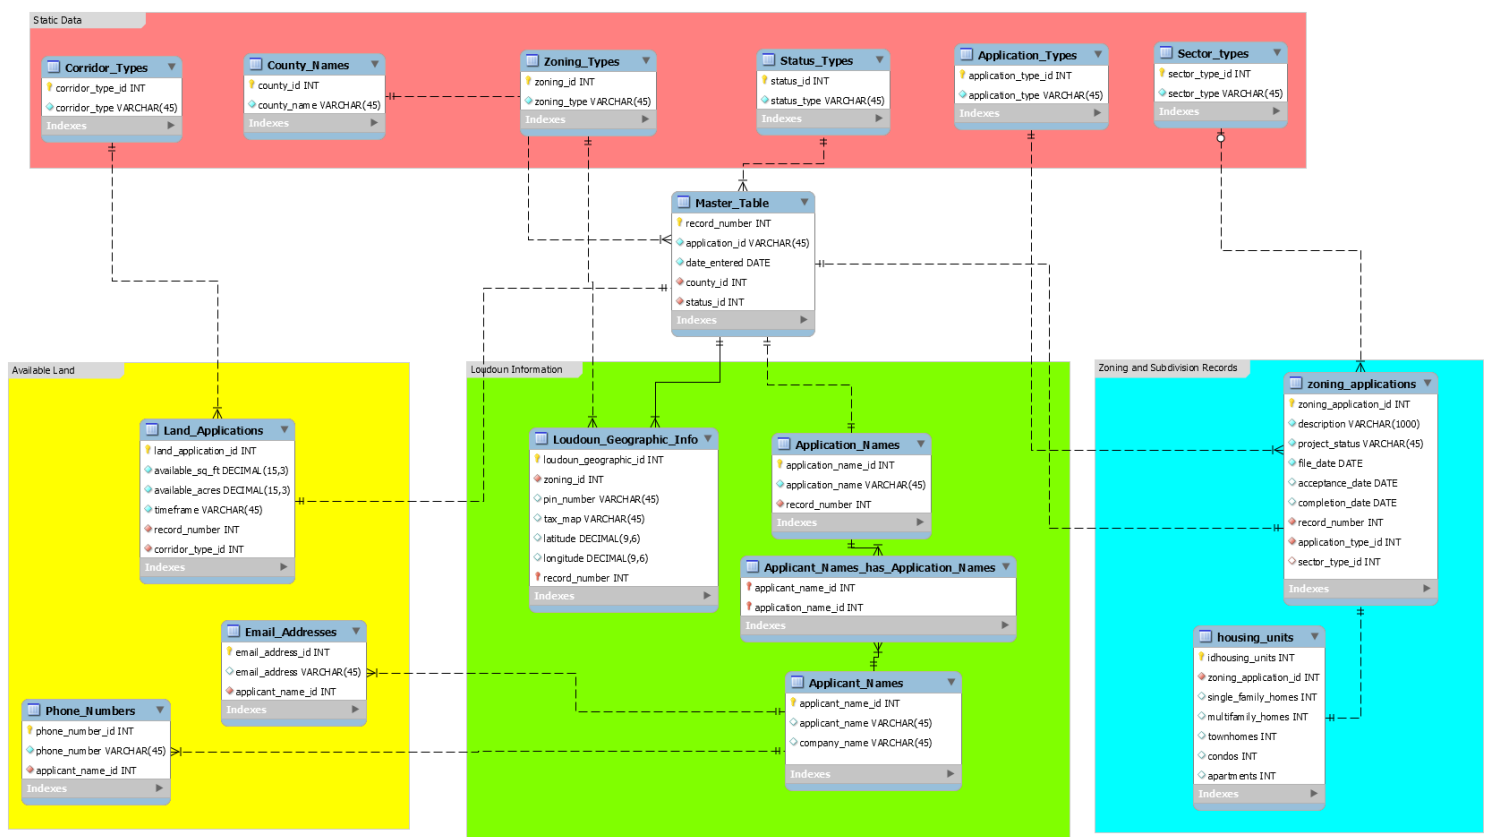 Static Data
Corridor_Types
corridor_type_id INT
corridor_type VARCHAR(45)
Indexes
County_Names
county_id INT
county_name VARCHAR(45)
Indexes
Zoning_Types
zoning_id INT
zoning_type VARCHAR(45)
Indexes
Status_Types
status_id INT
status_type VARCHAR(45)
Indexes
Application_Types
application_type_id INT
application_type VARCHAR(45)
Indexes
Sector_types
sector_type_id INT
sector_type VARCHAR(45)
Indexes
Master_Table
record_number INT
application_id VARCHAR(45)
date_entered DATE
county_id INT
status_id INT
Indexes
Available Land
Land_Applications
land_application_id INT
available_sq_ft DECIMAL(15,3)
available_acres DECIMAL(15,3)
timeframe VARCHAR(45)
record_number INT
corridor_type_id INT
Indexes
Email_Addresses
email_address_id INT
email_address VARCHAR(45)
applicant_name_id INT
Indexes
Phone_Numbers
phone_number_id INT
phone_number VARCHAR(45)
applicant_name_id INT
Indexes
Loudoun Information
Loudoun_Geographic_Info
loudoun_geographic_id INT
zoning_id INT
pin_number VARCHAR(45)
tax_map VARCHAR(45)
latitude DECIMAL(9,6)
longitude DECIMAL(9,6)
record_number INT
Indexes
Application_Names
application_name_id INT
application_name VARCHAR(45)
record_number INT
Indexes
Applicant_Names_has_Application_Names
applicant_name_id INT
application_name_id INT
Indexes
Applicant_Names
applicant_name_id INT
applicant_name VARCHAR(45)
company_name VARCHAR(45)
Indexes
Zoning and Subdivision Records
zoning_applications
zoning_application_id INT
description VARCHAR(1000)
project_status VARCHAR(45)
file_date DATE
acceptance_date DATE
completion_date DATE
record_number INT
application_type_id INT
sector_type_id INT
Indexes
housing_units
idhousing_units INT
zoning_application_id INT
single_family_homes INT
multifamily_homes INT
townhomes INT
condos INT
apartments INT
Indexes